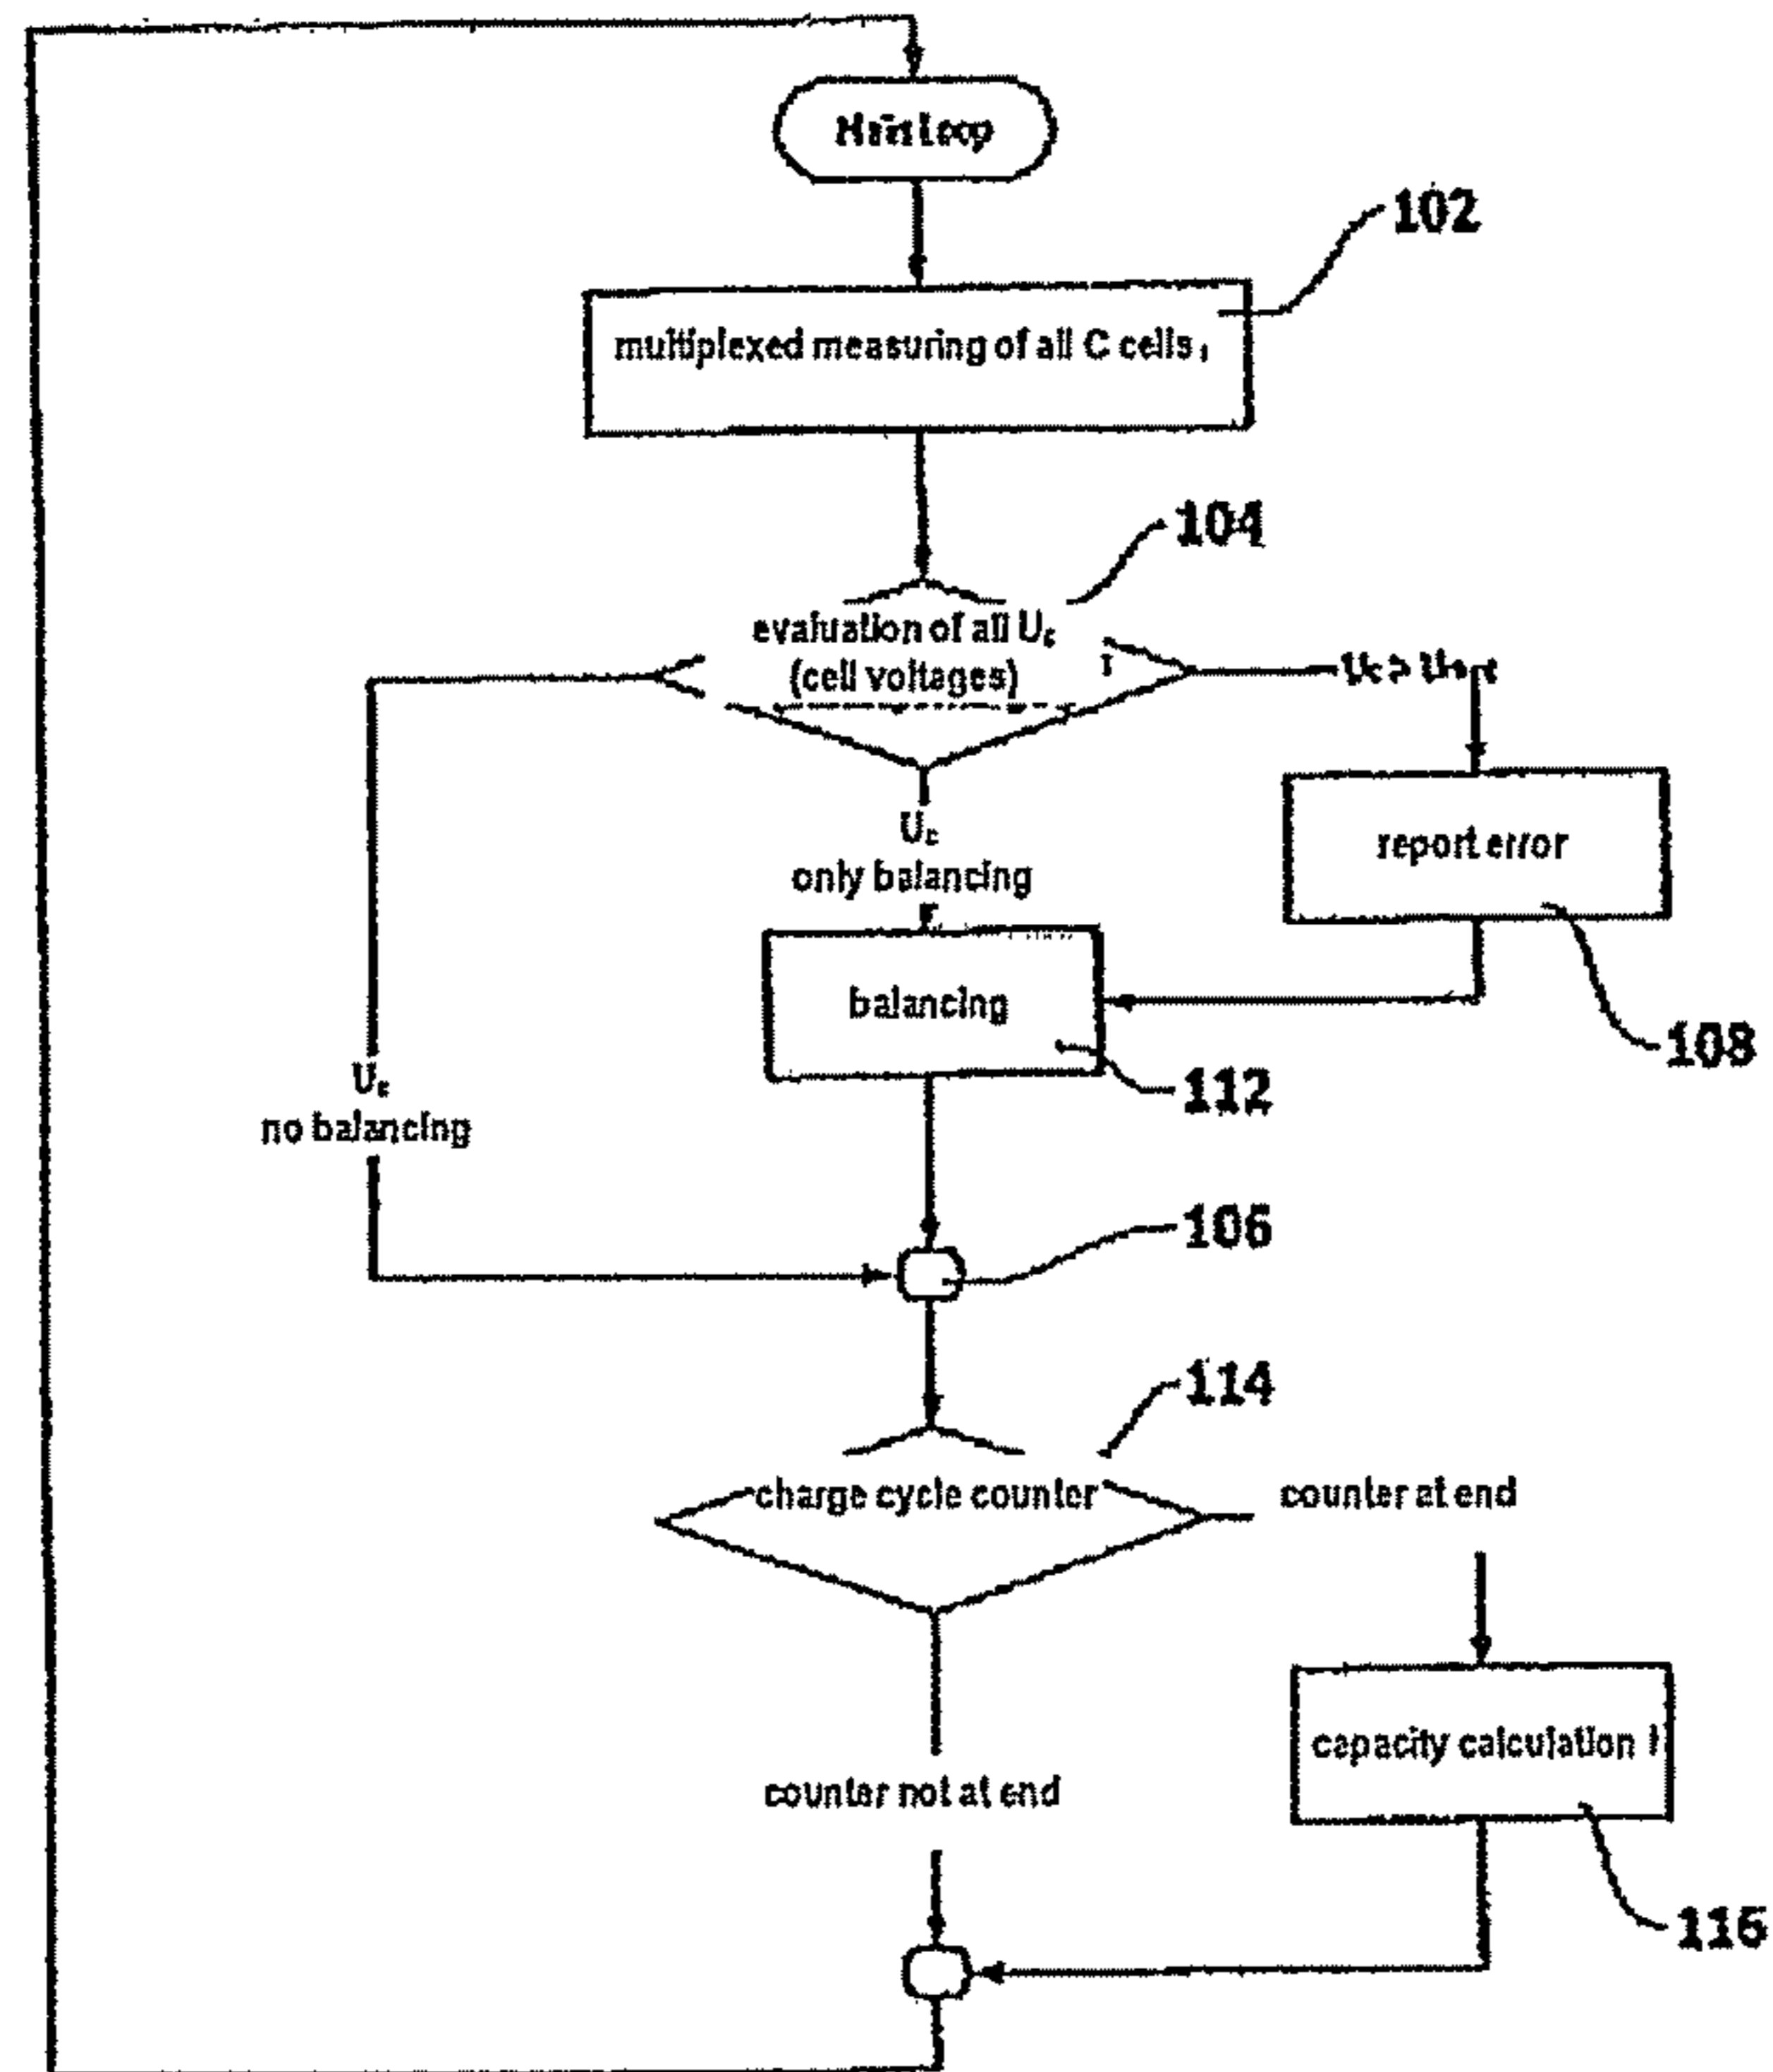 Main Loop
102
multiplexed measuring of all C cells
104
evaluation of all Uc
(cell voltages)
Uc
only balancing
report error
balancing
108
112
Uc
no balancing
106
114
charge cycle counter
counter at end
capacity calculation
counter not at end
116